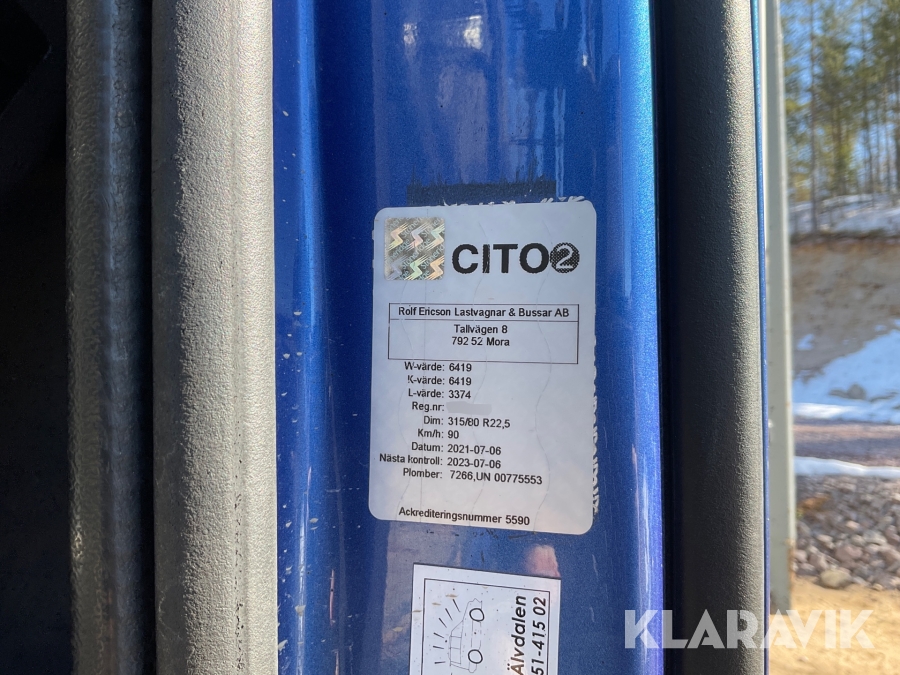 CITO2
Rolf Ericson Lastvagnar & Bussar AB
Tallvägen 8
792 52 Mora
W-värde: 6419
K-värde: 6419
L-värde: 3374
Reg.nr:
Dim: 315/80 R22,5
Km/h: 90
Datum: 2021-07-06
Nästa kontroll: 2023-07-06
Plomber: 7266,UN 00775553
Ackrediteringsnummer 5590
Älvdalen
51-415 02
KLARAVIK